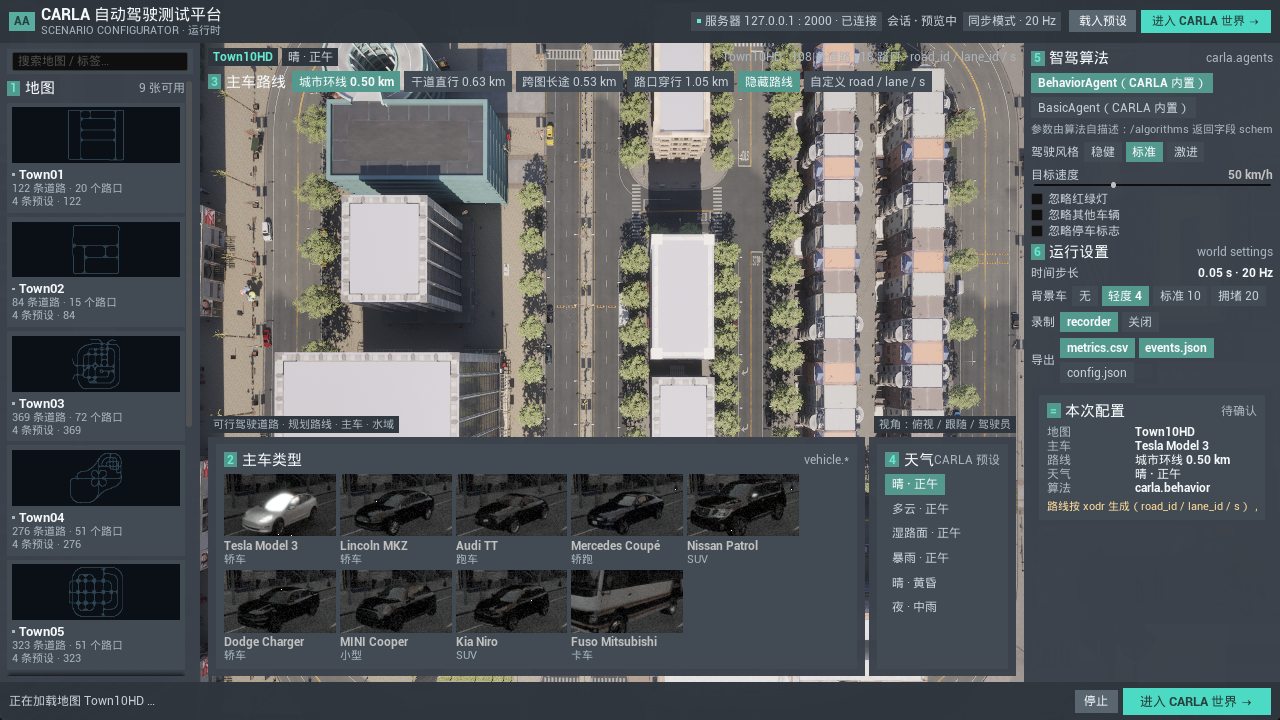 AA
CARLA 自动驾驶测试平台
SCENARIO CONFIGURATOR · 运行时
服务器 127.0.0.1 : 2000 · 已连接
会话 · 预览中
同步模式 · 20 Hz
载入预设
进入 CARLA 世界 →
搜索地图 / 标签...
1 地图
9 张可用
Town01
122 条道路 · 20 个路口
4 条预设 · 122
Town02
84 条道路 · 15 个路口
4 条预设 · 84
Town03
369 条道路 · 72 个路口
4 条预设 · 369
Town04
276 条道路 · 51 个路口
4 条预设 · 276
Town05
323 条道路 · 51 个路口
4 条预设 · 323
Town10HD
晴 · 正午
road_id / lane_id / s
3 主车路线
城市环线 0.50 km
干道直行 0.63 km
跨图长途 0.53 km
路口穿行 1.05 km
隐藏路线
自定义 road / lane / s
可行驾驶道路 · 规划路线 · 主车 · 水域
视角：俯视 / 跟随 / 驾驶员
2 主车类型
vehicle.*
Tesla Model 3
轿车
Lincoln MKZ
轿车
Audi TT
跑车
Mercedes Coupé
轿跑
Nissan Patrol
SUV
Dodge Charger
轿车
MINI Cooper
小型
Kia Niro
SUV
Fuso Mitsubishi
卡车
4 天气
CARLA 预设
晴 · 正午
多云 · 正午
湿路面 · 正午
暴雨 · 正午
晴 · 黄昏
夜 · 中雨
5 智驾算法
carla.agents
BehaviorAgent（CARLA 内置）
BasicAgent（CARLA 内置）
参数由算法自描述：/algorithms 返回字段 schem
驾驶风格
稳健
标准
激进
目标速度
50 km/h
忽略红绿灯
忽略其他车辆
忽略停车标志
6 运行设置
world settings
时间步长
0.05 s · 20 Hz
背景车
无
轻度 4
标准 10
拥堵 20
录制
recorder
关闭
导出
metrics.csv
events.json
config.json
= 本次配置
待确认
地图 Town10HD
主车 Tesla Model 3
路线 城市环线 0.50 km
天气 晴 · 正午
算法 carla.behavior
路线按 xodr 生成（road_id / lane_id / s），
正在加载地图 Town10HD ...
停止
进入 CARLA 世界 →